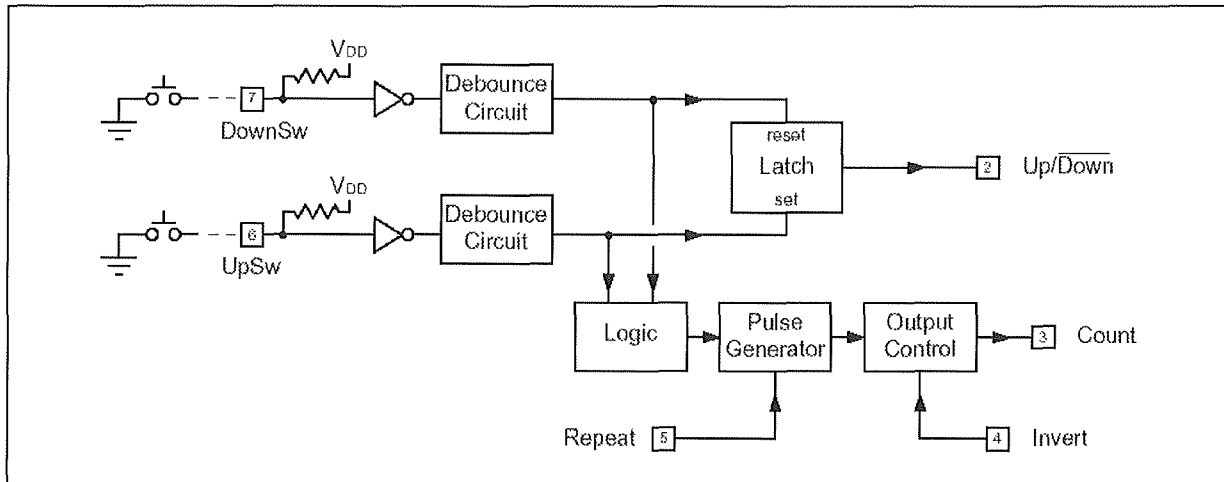 VDD
7
DownSw
Debounce
Circuit
reset
Latch
set
2
Up/Down
VDD
6
UpSw
Debounce
Circuit
Logic
Pulse
Generator
Output
Control
3
Count
Repeat
5
4
Invert